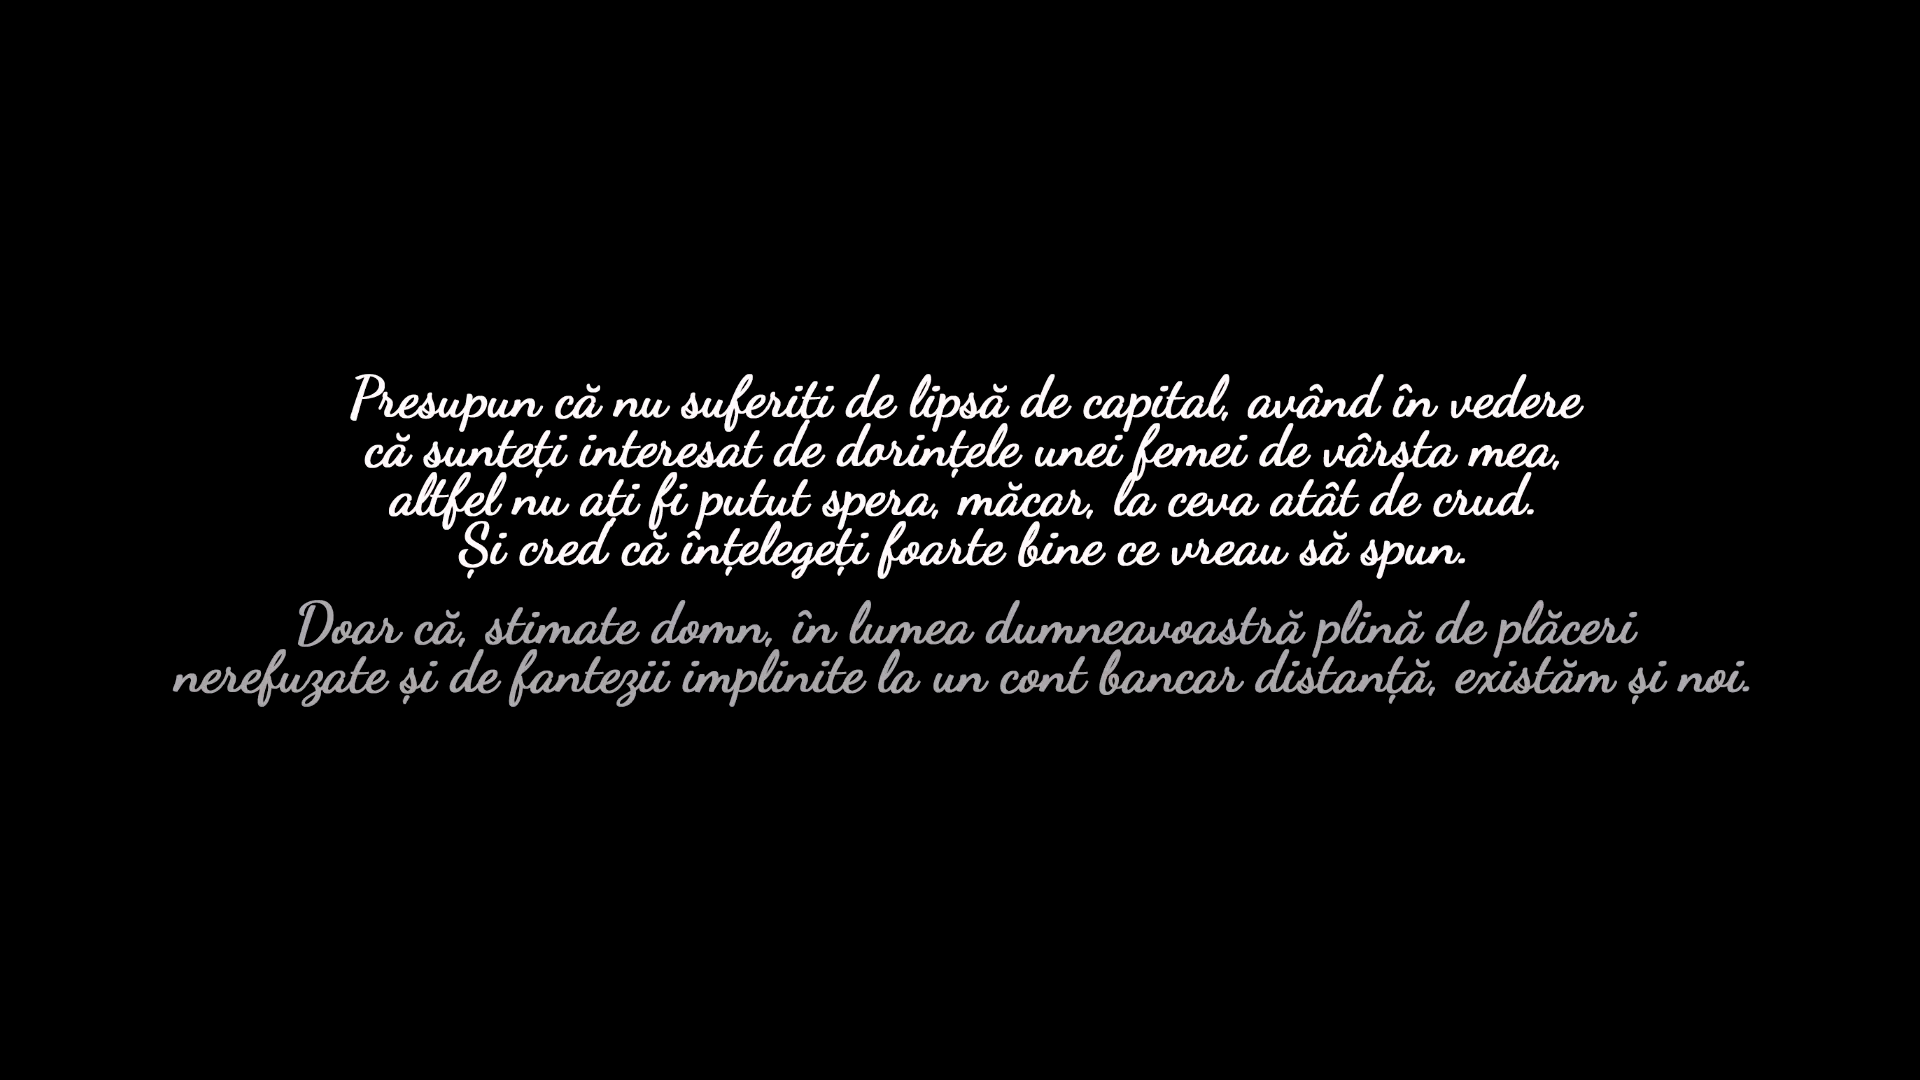 Presupun că nu suferiți de lipsă de capital, având în vedere
că sunteți interesat de dorințele unei femei de vârsta mea,
altfel nu ați fi putut spera, măcar, la ceva atât de crud.
Și cred că înțelegeți foarte bine ce vreau să spun.
Doar că, stimate domn, în lumea dumneavoastră plină de plăceri
nerefuzate și de fantezii implinite la un cont bancar distanță, existăm și noi.